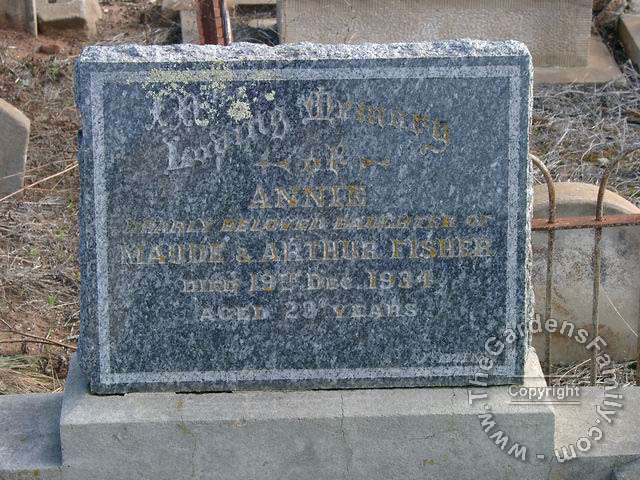 In
Loving Memory
of
ANNIE
DEARLY BELOVED DAUGHTER OF
MAUDE & ARTHUR FISHER
DIED 19TH DEC. 1934
AGED 29 YEARS
www.TheGardensFamily.com
Copyright